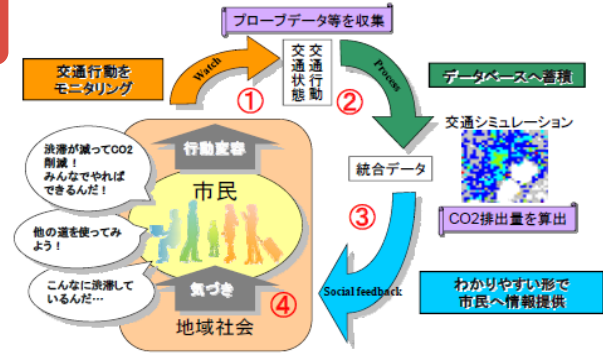 プローブデータ等を収集
交通行動を
モニタリング
Watch
①
交通行動
交通状態
②
Process
データベースへ蓄積
交通シミュレーション
統合データ
CO2排出量を算出
③
Social feedback
わかりやすい形で
市民へ情報提供
④
渋滞が減ってCO2
削減！
みんなでやれば
できるんだ！
他の道を使ってみ
よう！
こんなに渋滞して
いるんだ…
行動変容
市民
気づき
地域社会